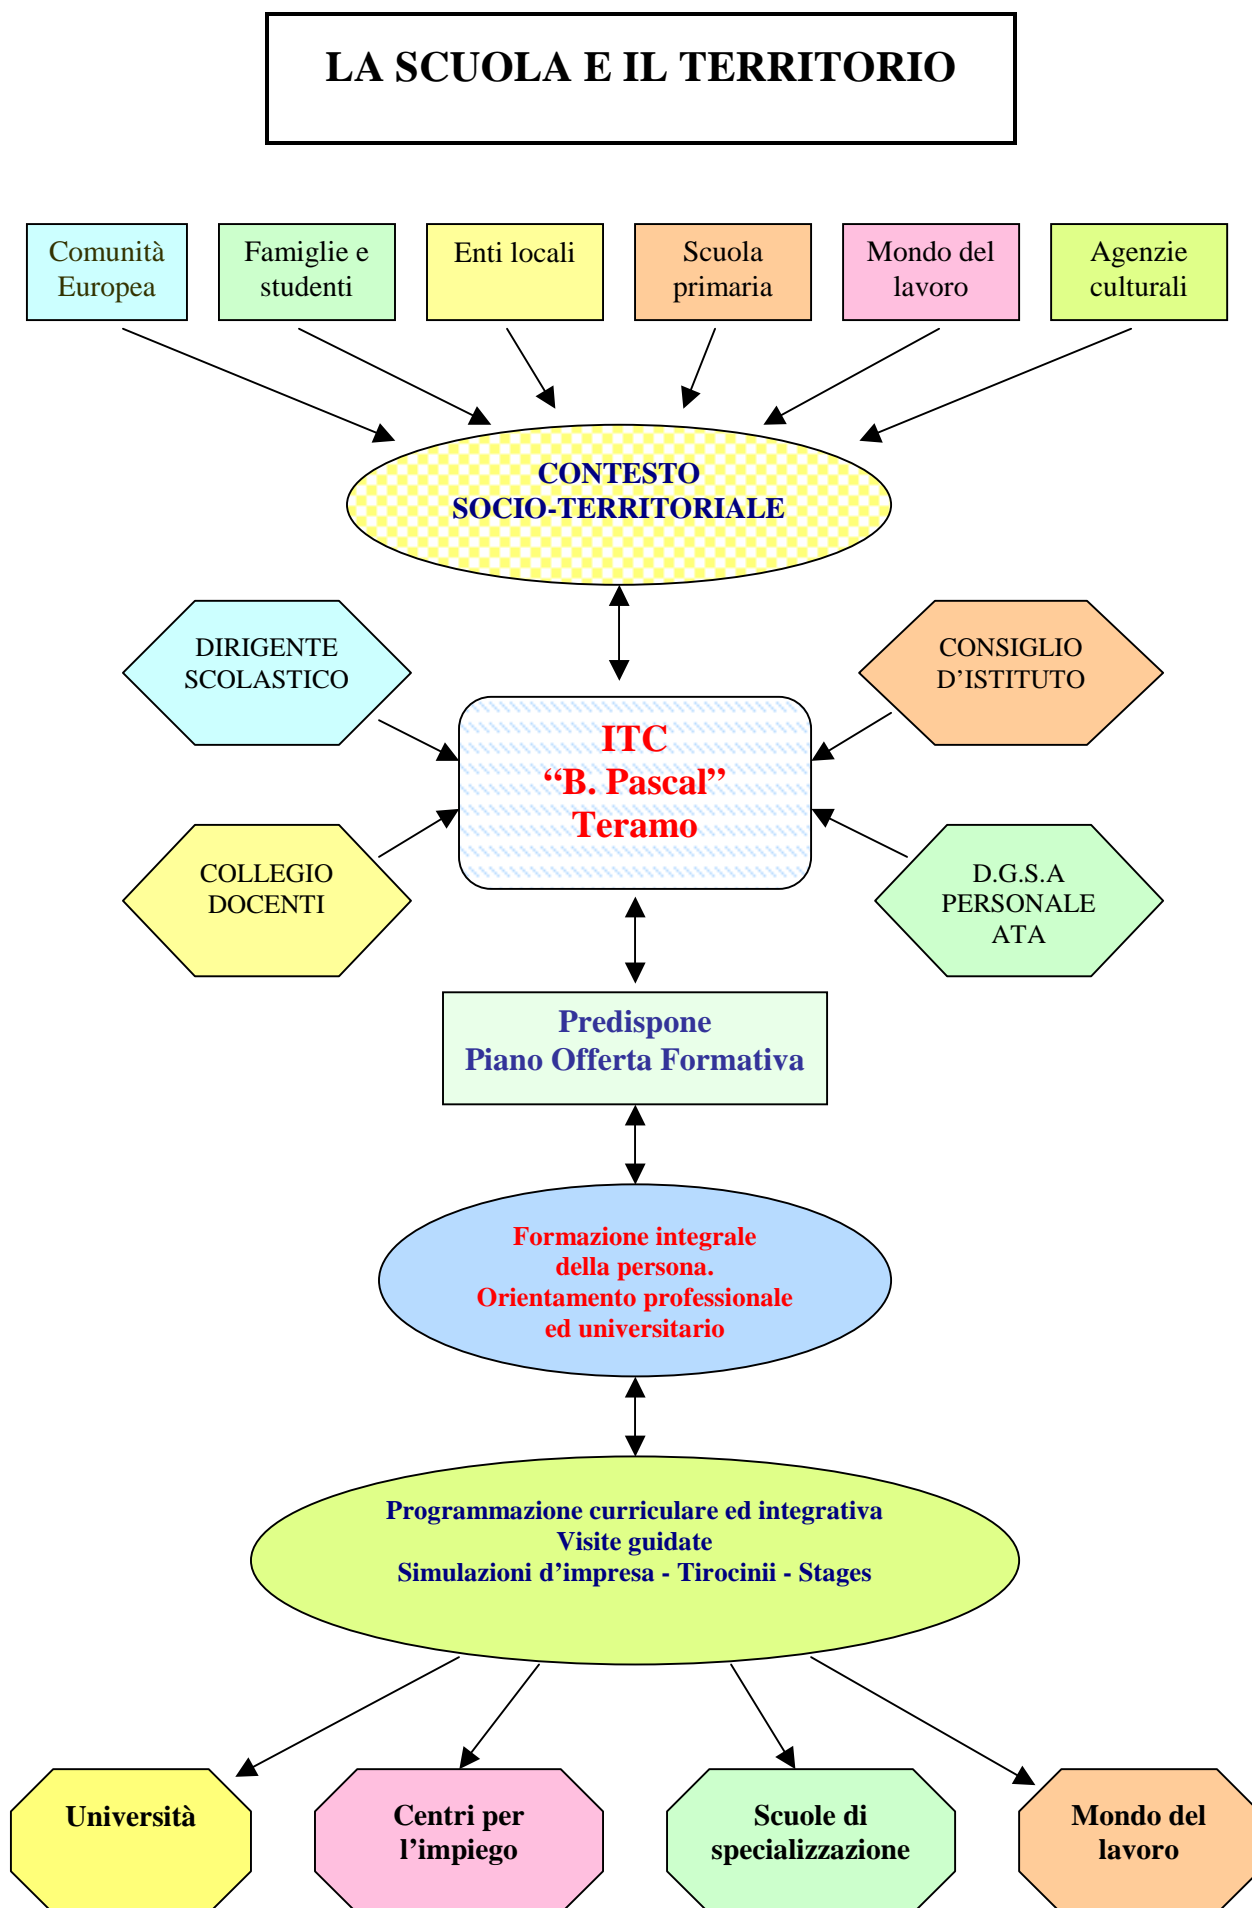 LA SCUOLA E IL TERRITORIO
Comunità
Europea
Famiglie e
studenti
Enti locali
Scuola
primaria
Mondo del
lavoro
Agenzie
culturali
CONTESTO
SOCIO-TERRITORIALE
DIRIGENTE
SCOLASTICO
CONSIGLIO
D’ISTITUTO
ITC
“B. Pascal”
Teramo
COLLEGIO
DOCENTI
D.G.S.A
PERSONALE
ATA
Predispone
Piano Offerta Formativa
Formazione integrale
della persona.
Orientamento professionale
ed universitario
Programmazione curriculare ed integrativa
Visite guidate
Simulazioni d’impresa - Tirocinii - Stages
Università
Centri per
l’impiego
Scuole di
specializzazione
Mondo del
lavoro